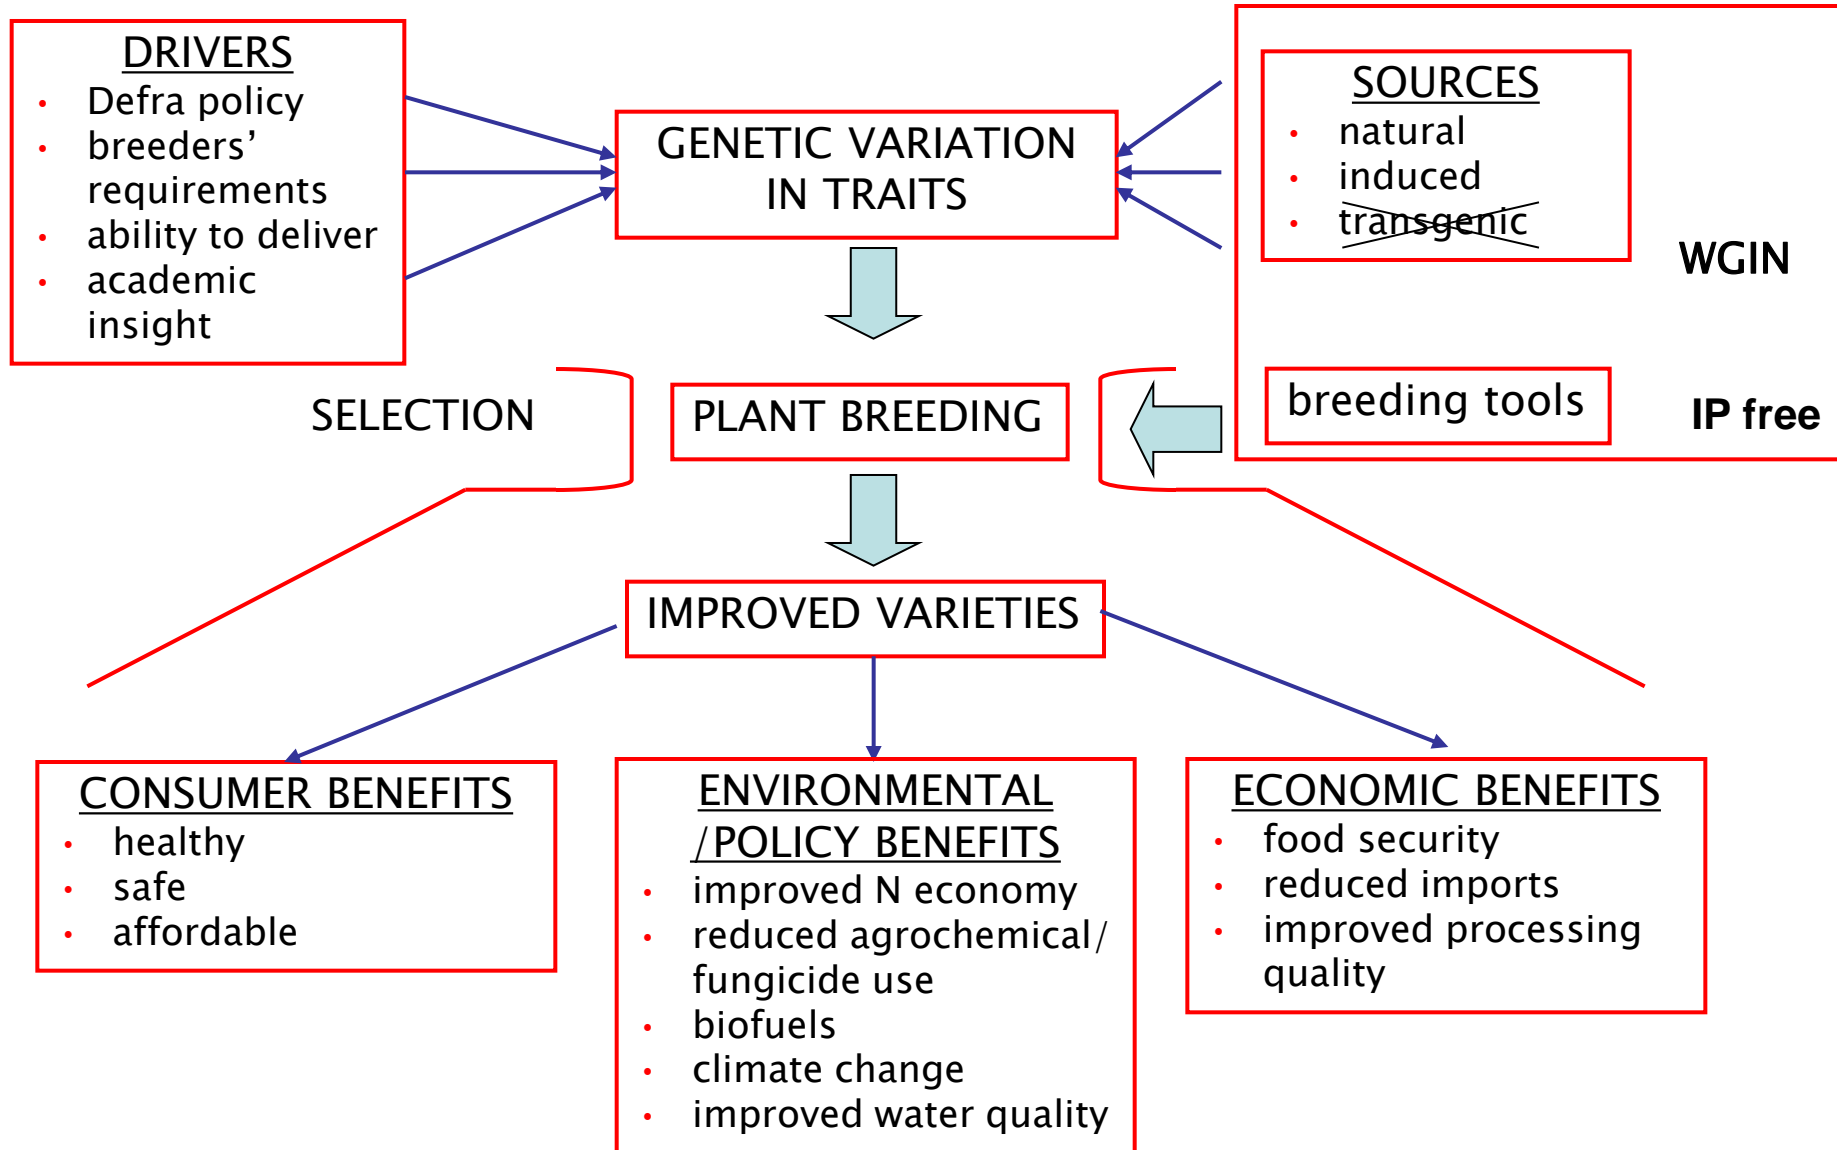 DRIVERS
• Defra policy
• breeders’
requirements
• ability to deliver
• academic
insight
GENETIC VARIATION
IN TRAITS
SOURCES
• natural
• induced
• transgenic
WGIN
SELECTION
PLANT BREEDING
breeding tools
IP free
IMPROVED VARIETIES
CONSUMER BENEFITS
• healthy
• safe
• affordable
ENVIRONMENTAL
/POLICY BENEFITS
• improved N economy
• reduced agrochemical/
fungicide use
• biofuels
• climate change
• improved water quality
ECONOMIC BENEFITS
• food security
• reduced imports
• improved processing
quality